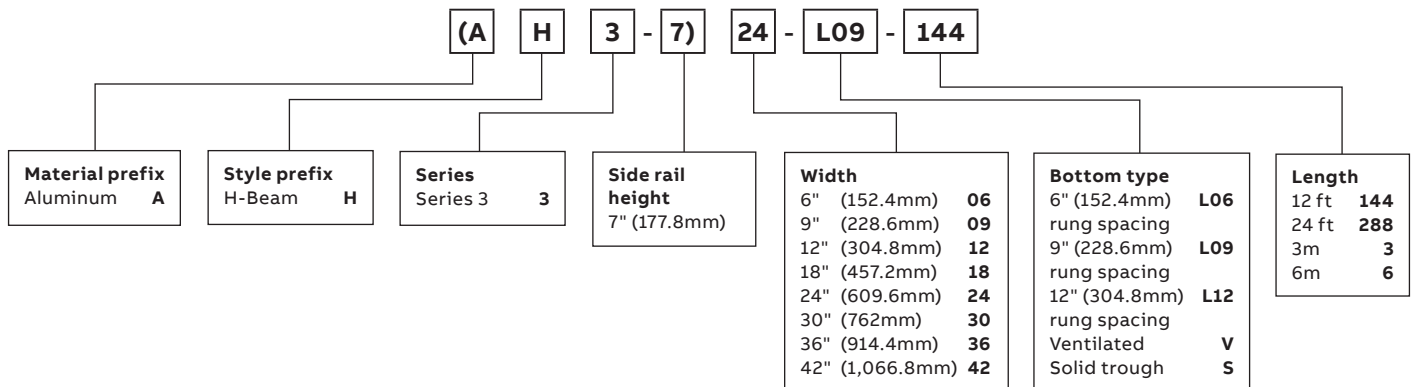 (A H 3 - 7) 24 - L09 - 144
Material prefix
Aluminum A
Style prefix
H-Beam H
Series
Series 3 3
Side rail
height
7" (177.8mm)
Width
6" (152.4mm) 06
9" (228.6mm) 09
12" (304.8mm) 12
18" (457.2mm) 18
24" (609.6mm) 24
30" (762mm) 30
36" (914.4mm) 36
42" (1,066.8mm) 42
Bottom type
6" (152.4mm) L06
rung spacing
9" (228.6mm) L09
rung spacing
12" (304.8mm) L12
rung spacing
Ventilated V
Solid trough S
Length
12 ft 144
24 ft 288
3m 3
6m 6